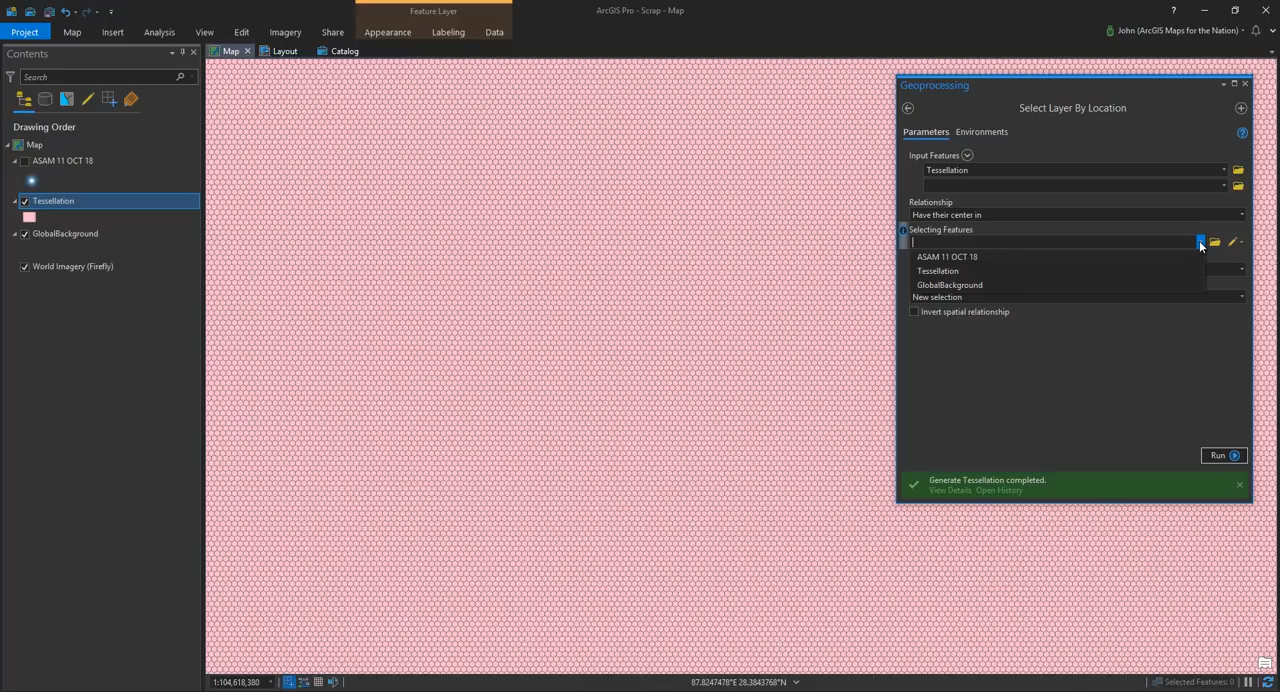 Feature Layer
ArcGIS Pro - Scrap - Map
?
Project Map Insert Analysis View Edit Imagery Share Appearance Labeling Data
John (ArcGIS Maps for the Nation)
Contents
Map Layout Catalog
Search
Drawing Order
Map
ASAM 11 OCT 18
Tessellation
GlobalBackground
World Imagery (Firefly)
Geoprocessing
Select Layer By Location
Parameters Environments
Input Features
Tessellation
Relationship
Have their center in
Selecting Features
ASAM 11 OCT 18
Tessellation
GlobalBackground
New selection
Invert spatial relationship
Run
Generate Tessellation completed.
View Details Open History
1:104,618,380
87.8247478°E 28.3843768°N
Selected Features: 0